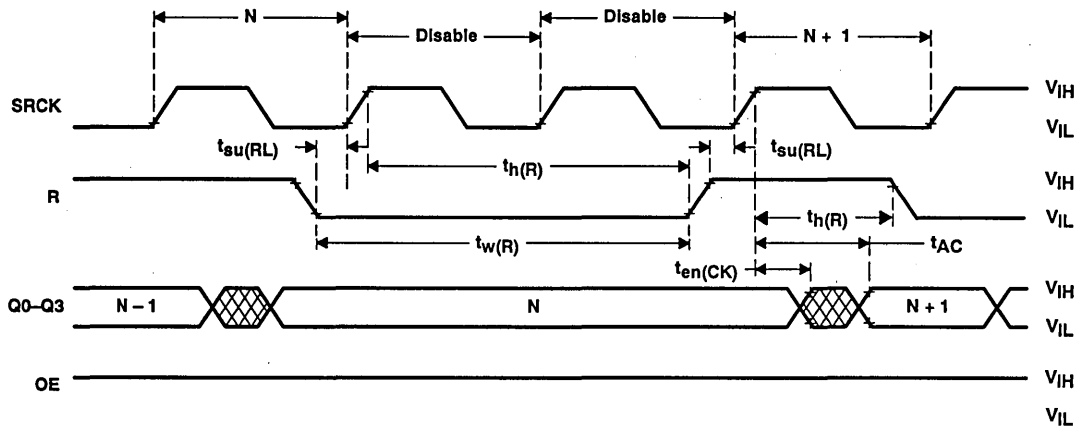 N
Disable
Disable
N + 1
SRCK
VIH
VIL
tsu(RL)
th(R)
tsu(RL)
R
VIH
VIL
tw(R)
th(R)
tAC
ten(CK)
Q0–Q3
N – 1
N
N + 1
VIH
VIL
OE
VIH
VIL